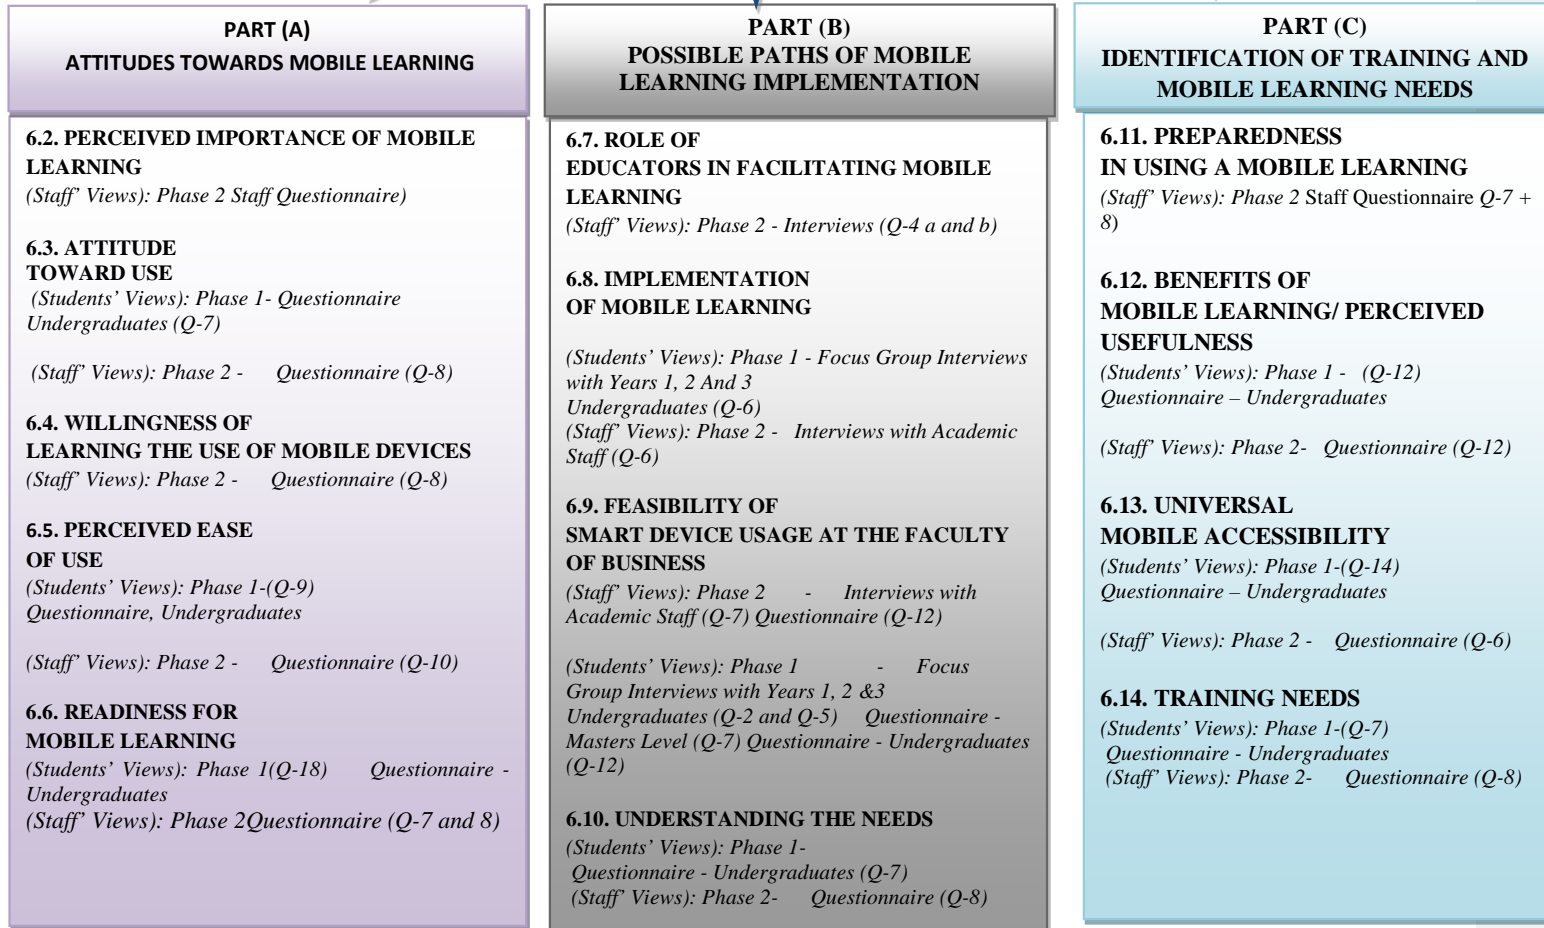 PART (A)
ATTITUDES TOWARDS MOBILE LEARNING
6.2. PERCEIVED IMPORTANCE OF MOBILE
LEARNING
(Staff’ Views): Phase 2 Staff Questionnaire)
6.3. ATTITUDE
TOWARD USE
(Students’ Views): Phase 1- Questionnaire
Undergraduates (Q-7)
(Staff’ Views): Phase 2 - Questionnaire (Q-8)
6.4. WILLINGNESS OF
LEARNING THE USE OF MOBILE DEVICES
(Staff’ Views): Phase 2 - Questionnaire (Q-8)
6.5. PERCEIVED EASE
OF USE
(Students’ Views): Phase 1-(Q-9)
Questionnaire, Undergraduates
(Staff’ Views): Phase 2 - Questionnaire (Q-10)
6.6. READINESS FOR
MOBILE LEARNING
(Students’ Views): Phase 1(Q-18) Questionnaire -
Undergraduates
(Staff’ Views): Phase 2Questionnaire (Q-7 and 8)
PART (B)
POSSIBLE PATHS OF MOBILE
LEARNING IMPLEMENTATION
6.7. ROLE OF
EDUCATORS IN FACILITATING MOBILE
LEARNING
(Staff’ Views): Phase 2 - Interviews (Q-4 a and b)
6.8. IMPLEMENTATION
OF MOBILE LEARNING
(Students’ Views): Phase 1 - Focus Group Interviews
with Years 1, 2 And 3
Undergraduates (Q-6)
(Staff’ Views): Phase 2 - Interviews with Academic
Staff (Q-6)
6.9. FEASIBILITY OF
SMART DEVICE USAGE AT THE FACULTY
OF BUSINESS
(Staff’ Views): Phase 2 - Interviews with
Academic Staff (Q-7) Questionnaire (Q-12)
(Students’ Views): Phase 1 - Focus
Group Interviews with Years 1, 2 &3
Undergraduates (Q-2 and Q-5) Questionnaire -
Masters Level (Q-7) Questionnaire - Undergraduates
(Q-12)
6.10. UNDERSTANDING THE NEEDS
(Students’ Views): Phase 1-
Questionnaire - Undergraduates (Q-7)
(Staff’ Views): Phase 2- Questionnaire (Q-8)
PART (C)
IDENTIFICATION OF TRAINING AND
MOBILE LEARNING NEEDS
6.11. PREPAREDNESS
IN USING A MOBILE LEARNING
(Staff’ Views): Phase 2 Staff Questionnaire Q-7 +
8)
6.12. BENEFITS OF
MOBILE LEARNING/ PERCEIVED
USEFULNESS
(Students’ Views): Phase 1 - (Q-12)
Questionnaire – Undergraduates
(Staff’ Views): Phase 2- Questionnaire (Q-12)
6.13. UNIVERSAL
MOBILE ACCESSIBILITY
(Students’ Views): Phase 1-(Q-14)
Questionnaire – Undergraduates
(Staff’ Views): Phase 2 - Questionnaire (Q-6)
6.14. TRAINING NEEDS
(Students’ Views): Phase 1-(Q-7)
Questionnaire - Undergraduates
(Staff’ Views): Phase 2- Questionnaire (Q-8)